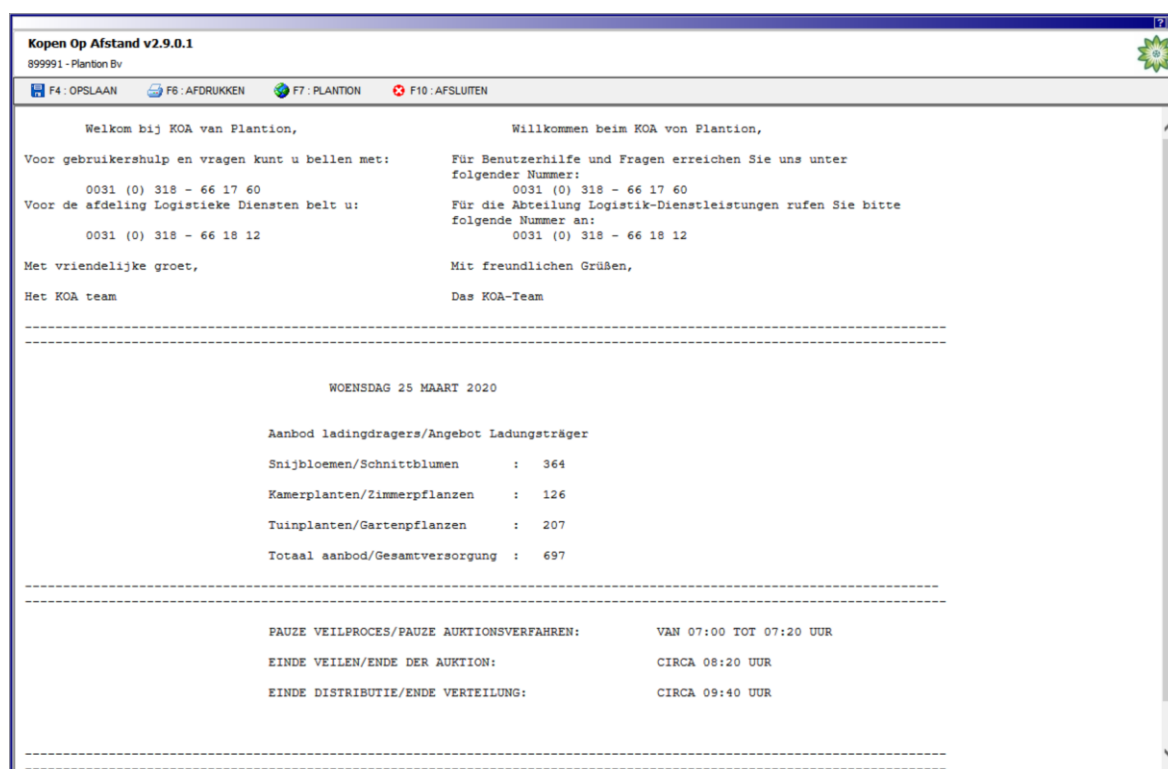 ?
Kopen Op Afstand v2.9.0.1
899991 - Plantion Bv
F4 : OPSLAAN F6 : AFDRUKKEN F7 : PLANTION F10 : AFSLUITEN
Welkom bij KOA van Plantion, Willkommen beim KOA von Plantion,
Voor gebruikershulp en vragen kunt u bellen met: Für Benutzerhilfe und Fragen erreichen Sie uns unter
folgender Nummer:
0031 (0) 318 - 66 17 60 0031 (0) 318 - 66 17 60
Voor de afdeling Logistieke Diensten belt u: Für die Abteilung Logistik-Dienstleistungen rufen Sie bitte
folgende Nummer an:
0031 (0) 318 - 66 18 12 0031 (0) 318 - 66 18 12
Met vriendelijke groet, Mit freundlichen Grüßen,
Het KOA team Das KOA-Team
WOENSDAG 25 MAART 2020
Aanbod ladingdragers/Angebot Ladungsträger
Snijbloemen/Schnittblumen : 364
Kamerplanten/Zimmerpflanzen : 126
Tuinplanten/Gartenpflanzen : 207
Totaal aanbod/Gesamtversorgung : 697
PAUZE VEILPROCES/PAUZE AUKTIONSVERFAHREN: VAN 07:00 TOT 07:20 UUR
EINDE VEILEN/ENDE DER AUKTION: CIRCA 08:20 UUR
EINDE DISTRIBUTIE/ENDE VERTEILUNG: CIRCA 09:40 UUR